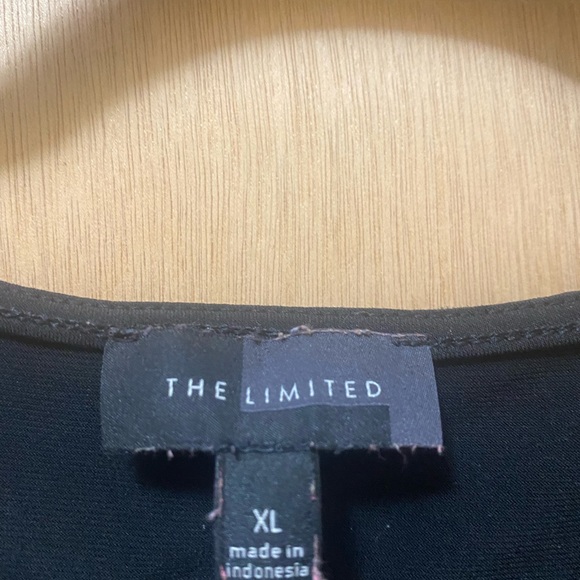 THE LIMITED
XL
made in
indonesia